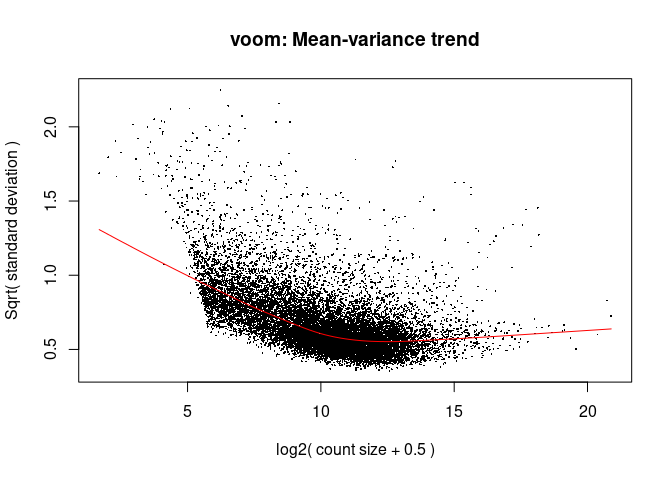 voom: Mean-variance trend
Sqrt( standard deviation )
2.0
1.5
1.0
0.5
5
10
15
20
log2( count size + 0.5 )